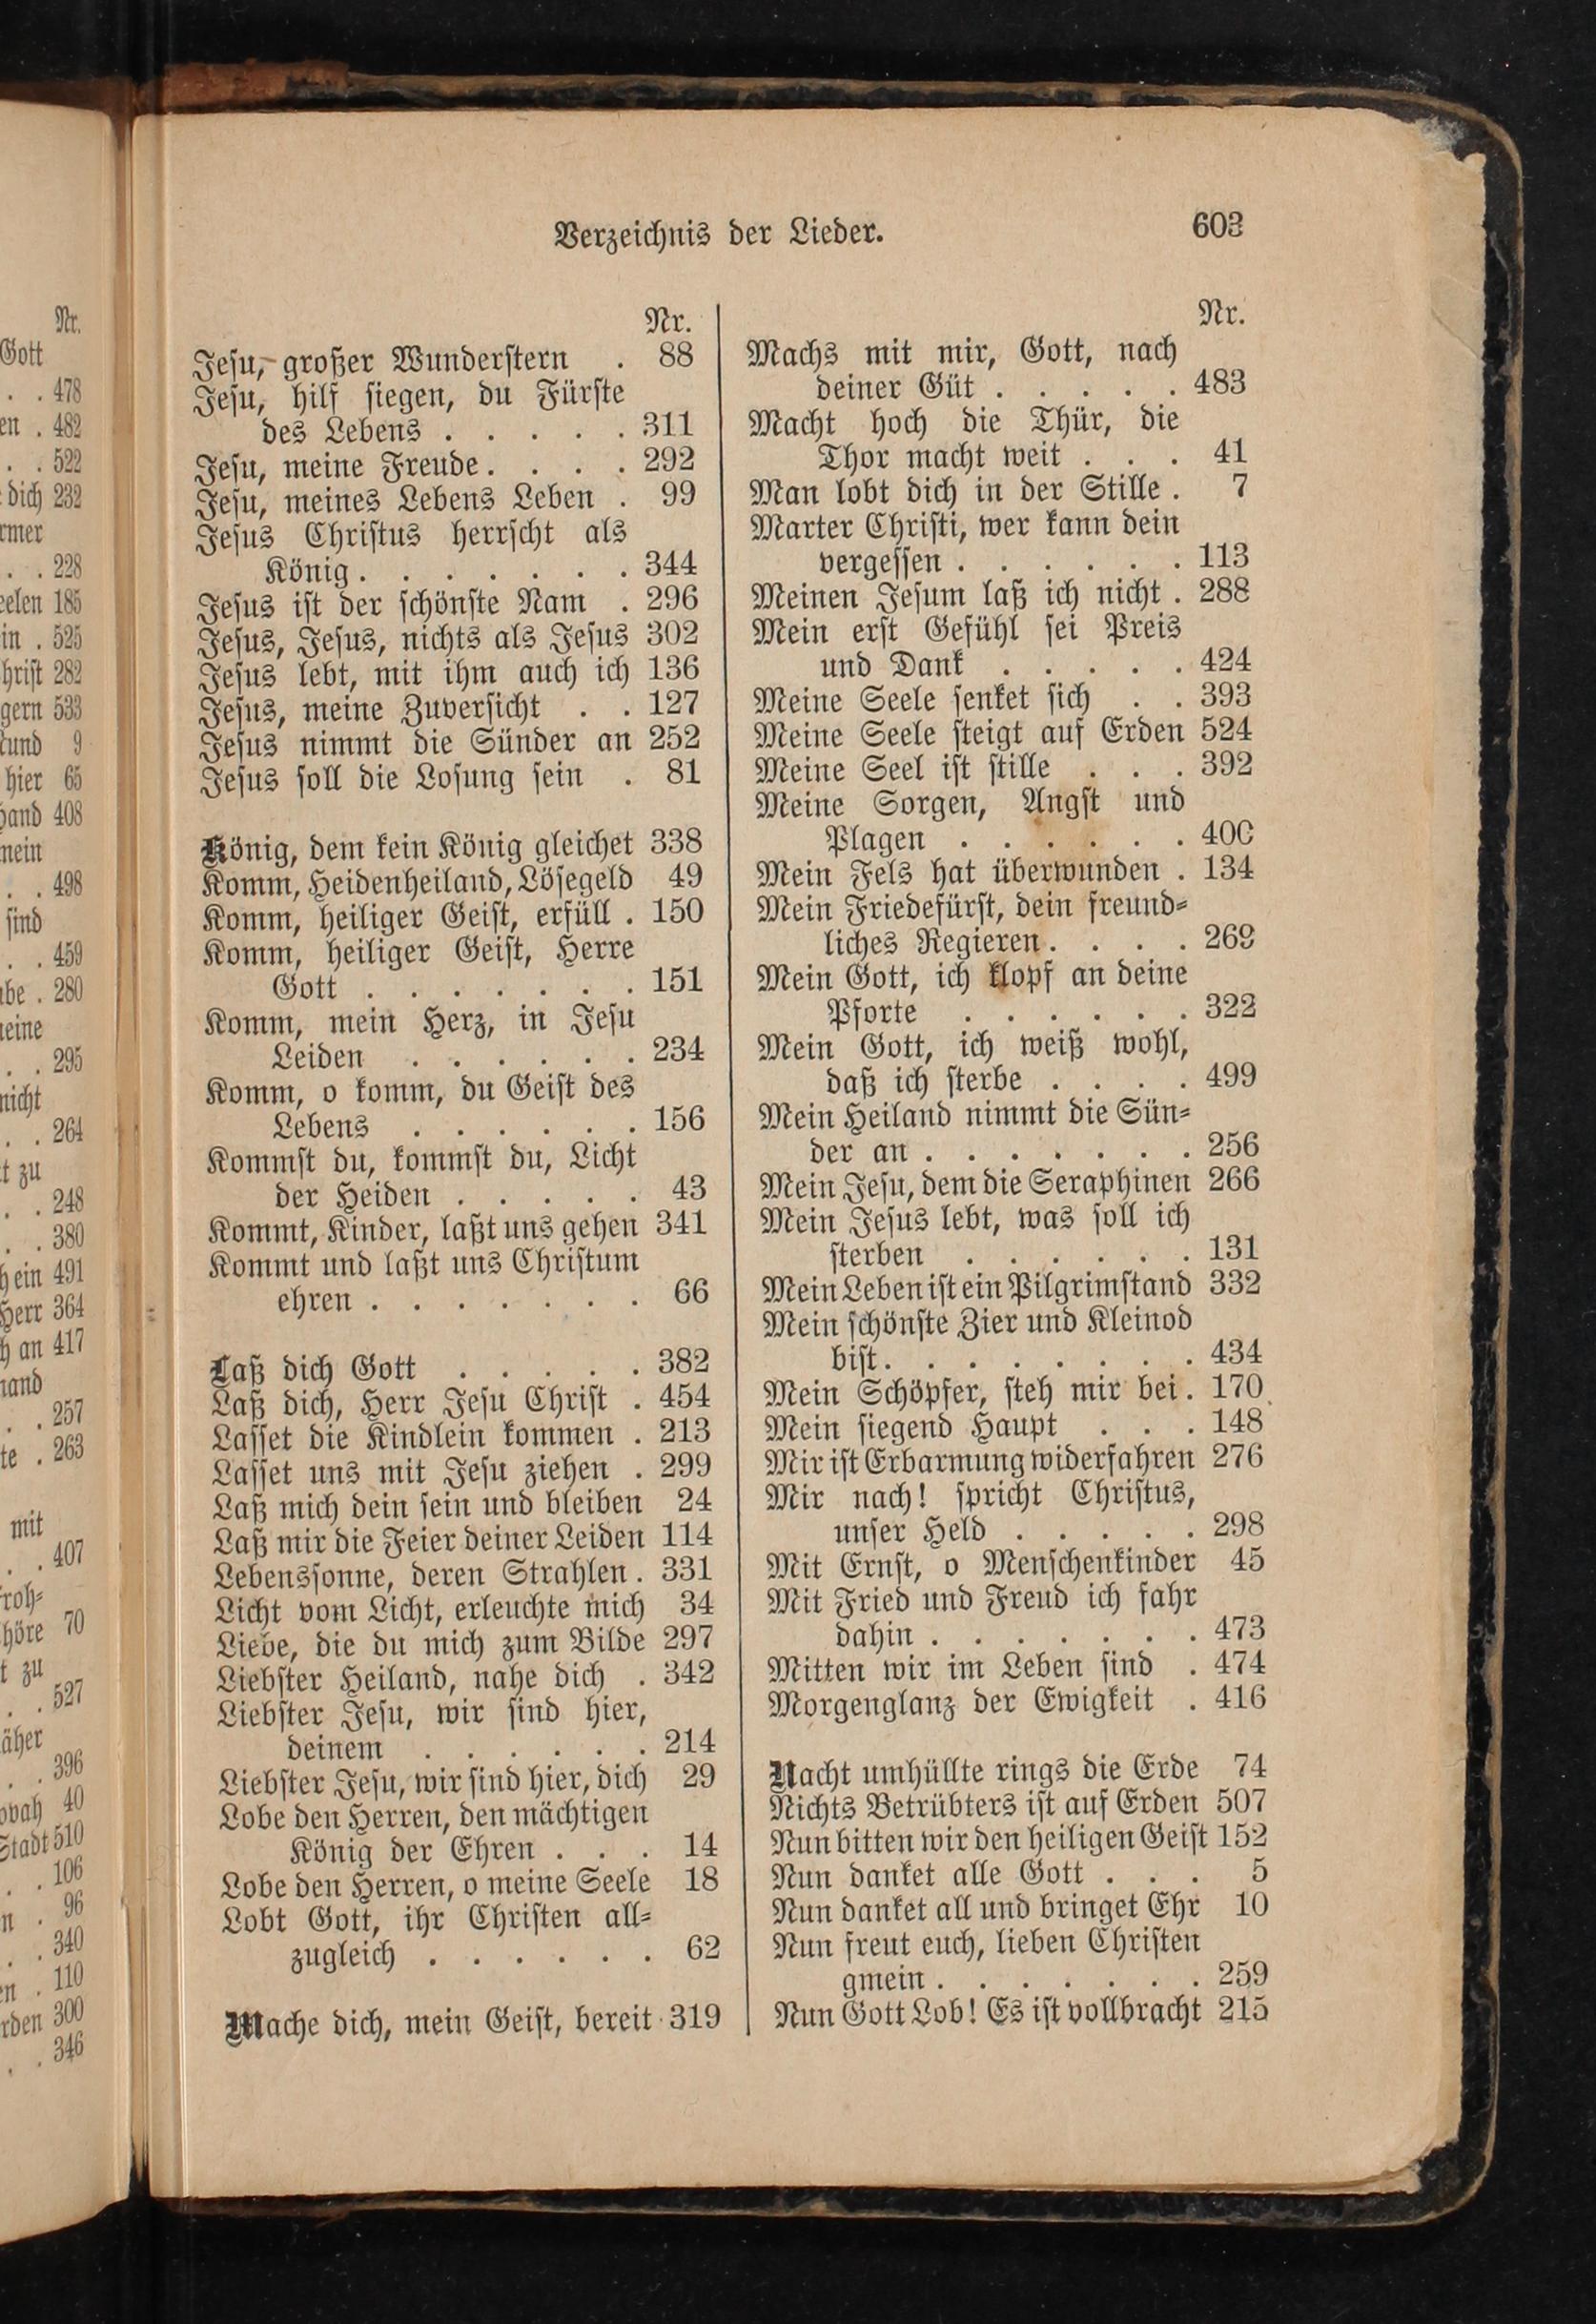 Verzeichnis der Lieder. 603
Nr.
Jesu, großer Wunderstern . 88
Jesu, hilf siegen, du Fürste
des Lebens . . . . . 311
Jesu, meine Freude. . . . 292
Jesu, meines Lebens Leben . 99
Jesus Christus herrscht als
König. . . . . . . 344
Jesus ist der schönste Nam . 296
Jesus, Jesus, nichts als Jesus 302
Jesus lebt, mit ihm auch ich 136
Jesus, meine Zuversicht . . 127
Jesus nimmt die Sünder an 252
Jesus soll die Losung sein . 81
König, dem kein König gleichet 338
Komm, Heidenheiland, Lösegeld 49
Komm, heiliger Geist, erfüll . 150
Komm, heiliger Geist, Herre
Gott . . . . . . . 151
Komm, mein Herz, in Jesu
Leiden . . . . . . 234
Komm, o komm, du Geist des
Lebens . . . . . . 156
Kommst du, kommst du, Licht
der Heiden . . . . . 43
Kommt, Kinder, laßt uns gehen 341
Kommt und laßt uns Christum
ehren . . . . . . . 66
Laß dich Gott . . . . . 382
Laß dich, Herr Jesu Christ . 454
Lasset die Kindlein kommen . 213
Lasset uns mit Jesu ziehen . 299
Laß mich dein sein und bleiben 24
Laß mir die Feier deiner Leiden 114
Lebenssonne, deren Strahlen . 331
Licht vom Licht, erleuchte mich 34
Liebe, die du mich zum Bilde 297
Liebster Heiland, nahe dich . 342
Liebster Jesu, wir sind hier,
deinem . . . . . . 214
Liebster Jesu, wir sind hier, dich 29
Lobe den Herren, den mächtigen
König der Ehren . . . 14
Lobe den Herren, o meine Seele 18
Lobt Gott, ihr Christen all-
zugleich . . . . . . 62
Mache dich, mein Geist, bereit 319
Nr.
Machs mit mir, Gott, nach
deiner Güt . . . . . 483
Macht hoch die Thür, die
Thor macht weit . . . 41
Man lobt dich in der Stille . 7
Marter Christi, wer kann dein
vergessen . . . . . . 113
Meinen Jesum laß ich nicht . 288
Mein erst Gefühl sei Preis
und Dank . . . . . 424
Meine Seele senket sich . . 393
Meine Seele steigt auf Erden 524
Meine Seel ist stille . . . 392
Meine Sorgen, Angst und
Plagen . . . . . . 400
Mein Fels hat überwunden . 134
Mein Friedefürst, dein freund-
liches Regieren. . . . 269
Mein Gott, ich klopf an deine
Pforte . . . . . . 322
Mein Gott, ich weiß wohl,
daß ich sterbe . . . . 499
Mein Heiland nimmt die Sün-
der an . . . . . . . 256
Mein Jesu, dem die Seraphinen 266
Mein Jesus lebt, was soll ich
sterben . . . . . . 131
Mein Leben ist ein Pilgrimstand 332
Mein schönste Zier und Kleinod
bist. . . . . . . . 434
Mein Schöpfer, steh mir bei. 170
Mein siegend Haupt . . . 148
Mir ist Erbarmung widerfahren 276
Mir nach! spricht Christus,
unser Held . . . . . 298
Mit Ernst, o Menschenkinder 45
Mit Fried und Freud ich fahr
dahin . . . . . . . 473
Mitten wir im Leben sind . 474
Morgenglanz der Ewigkeit . 416
Nacht umhüllte rings die Erde 74
Nichts Betrübters ist auf Erden 507
Nun bitten wir den heiligen Geist 152
Nun danket alle Gott . . . 5
Nun danket all und bringet Ehr 10
Nun freut euch, lieben Christen
gmein . . . . . . . 259
Nun Gott Lob! Es ist vollbracht 215